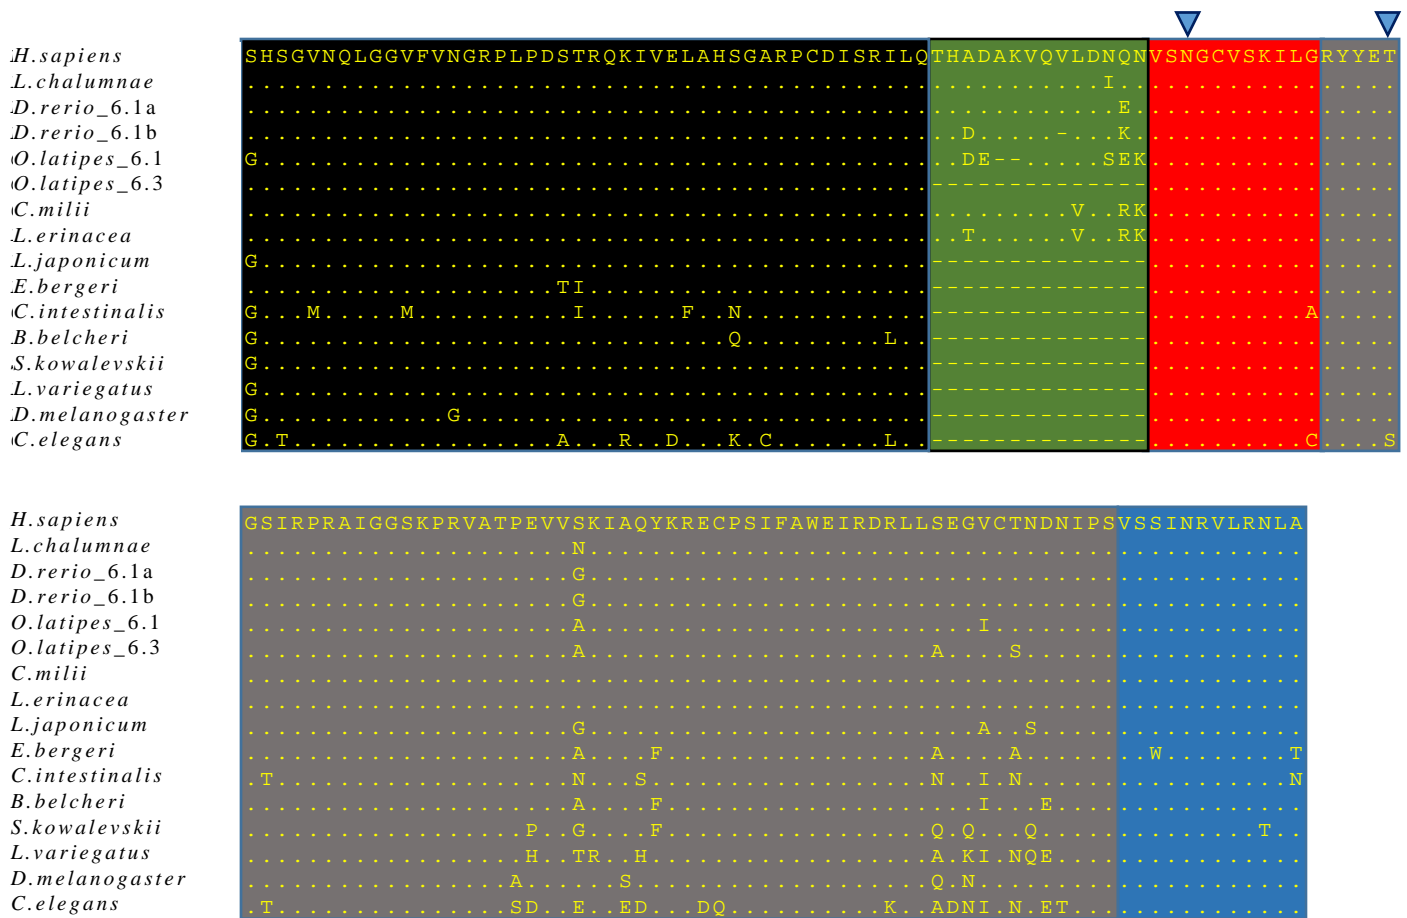 H.sapiens SHSGVNQLGGVFVNGRPLPDSTRQKIVELAHSGARPCDISRILQTHADAKVQVLDNQNVSNGCVSKILGRYYET
L.chalumnae .......................................................I..................
D.rerio_6.1a ........................................................E.................
D.rerio_6.1b ..............................................D.....-...K.................
O.latipes_6.1 G.............................................DE--.....SEK................
O.latipes_6.3 ............................................--------------................
C.milii .....................................................V..RK................
L.erinacea ..............................................T......V..RK................
L.japonicum G...........................................--------------................
E.bergeri ....................TI......................--------------................
C.intestinalis G...M.....M..........I......F..N............--------------..........A.....
B.belcheri G..............................Q.........L..--------------................
S.kowalevskii G...........................................--------------................
L.variegatus G...........................................--------------................
D.melanogaster G............G..............................--------------................
C.elegans G.T.................A...R..D...K.C.......L..--------------..........C....S
H.sapiens GSIRPRAIGGSKPRVATPEVVSKIAQYKRECPSIFAWEIRDRLLSEGVCTNDNIPSVSSINRVLRNLA
L.chalumnae .....................N..............................................
D.rerio_6.1a .....................G..............................................
D.rerio_6.1b .....................G..............................................
O.latipes_6.1 .....................A.........................I....................
O.latipes_6.3 .....................A......................A....S..................
C.milii ....................................................................
L.erinacea ....................................................................
L.japonicum .....................G.........................A..S.................
E.bergeri .....................A....F.................A....A........W........T
C.intestinalis .T...................N...S..................N..I.N.................N
B.belcheri .....................A....F....................I...E................
S.kowalevskii ..................P..G....F.................Q.Q...Q..............T..
L.variegatus ..................H..TR..H..................A.KI.NQE................
D.melanogaster .................A......S...................Q.N.....................
C.elegans .T...............SD..E..ED...DQ..........K..ADNI.N.ET...............